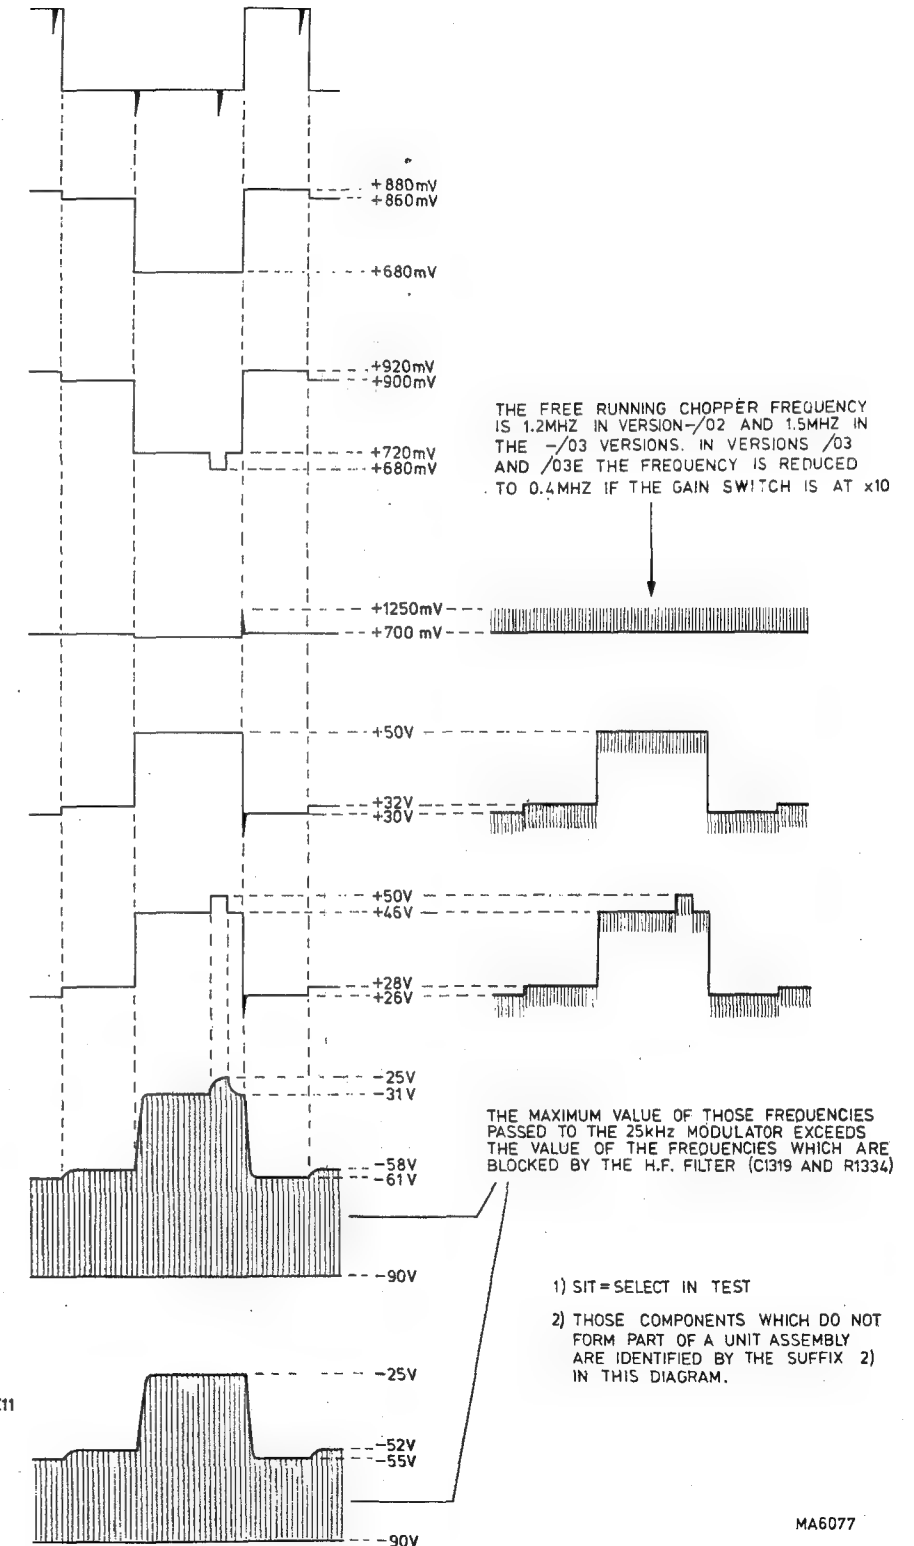 +880mV
+860mV
+680mV
+920mV
+900mV
THE FREE RUNNING CHOPPER FREQUENCY
IS 1.2MHZ IN VERSION-/02 AND 1.5MHZ IN
THE -/03 VERSIONS. IN VERSIONS /03
AND /03E THE FREQUENCY IS REDUCED
TO 0.4MHZ IF THE GAIN SWITCH IS AT x10
+720mV
+680mV
+1250mV
+700 mV
+50V
+32V
+30V
+50V
+46V
+28V
+26V
-25V
-31V
THE MAXIMUM VALUE OF THOSE FREQUENCIES
PASSED TO THE 25kHz MODULATOR EXCEEDS
THE VALUE OF THE FREQUENCIES WHICH ARE
BLOCKED BY THE H.F. FILTER (C1319 AND R1334)
-58V
-61V
-90V
1) SIT=SELECT IN TEST
2) THOSE COMPONENTS WHICH DO NOT
FORM PART OF A UNIT ASSEMBLY
ARE IDENTIFIED BY THE SUFFIX 2)
IN THIS DIAGRAM.
-25V
11
-52V
-55V
-90V
MA6077